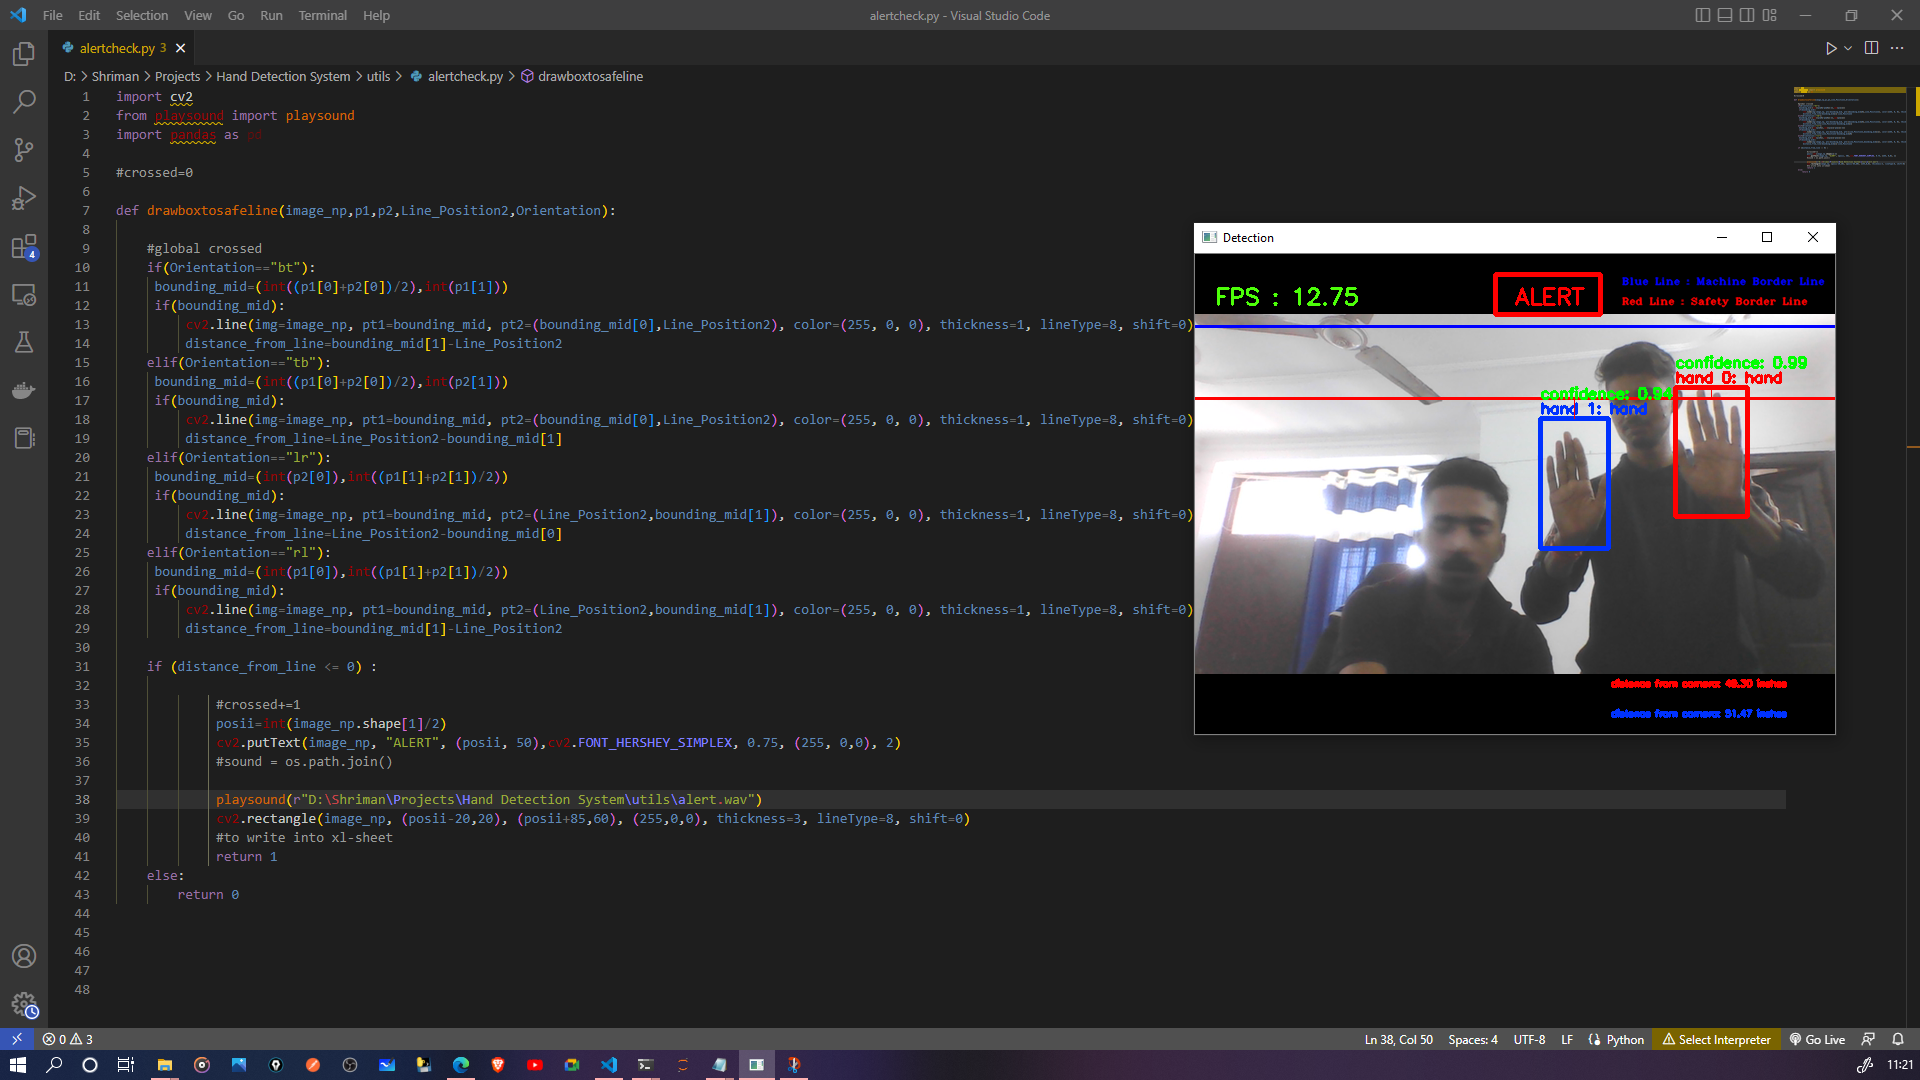 File Edit Selection View Go Run Terminal Help
alertcheck.py - Visual Studio Code
alertcheck.py 3
D: > Shriman > Projects > Hand Detection System > utils > alertcheck.py > drawboxtosafeline
1 import cv2
2 from playsound import playsound
3 import pandas as pd
4
5 #crossed=0
6
7 def drawboxtosafeline(image_np,p1,p2,Line_Position2,Orientation):
8
9 #global crossed
10 if(Orientation=="bt"):
11 bounding_mid=(int((p1[0]+p2[0])/2),int(p1[1]))
12 if(bounding_mid):
13 cv2.line(img=image_np, pt1=bounding_mid, pt2=(bounding_mid[0],Line_Position2), color=(255, 0, 0), thickness=1, lineType=8, shift=0)
14 distance_from_line=bounding_mid[1]-Line_Position2
15 elif(Orientation=="tb"):
16 bounding_mid=(int((p1[0]+p2[0])/2),int(p2[1]))
17 if(bounding_mid):
18 cv2.line(img=image_np, pt1=bounding_mid, pt2=(bounding_mid[0],Line_Position2), color=(255, 0, 0), thickness=1, lineType=8, shift=0)
19 distance_from_line=Line_Position2-bounding_mid[1]
20 elif(Orientation=="lr"):
21 bounding_mid=(int(p2[0]),int((p1[1]+p2[1])/2))
22 if(bounding_mid):
23 cv2.line(img=image_np, pt1=bounding_mid, pt2=(Line_Position2,bounding_mid[1]), color=(255, 0, 0), thickness=1, lineType=8, shift=0)
24 distance_from_line=Line_Position2-bounding_mid[0]
25 elif(Orientation=="rl"):
26 bounding_mid=(int(p1[0]),int((p1[1]+p2[1])/2))
27 if(bounding_mid):
28 cv2.line(img=image_np, pt1=bounding_mid, pt2=(Line_Position2,bounding_mid[1]), color=(255, 0, 0), thickness=1, lineType=8, shift=0)
29 distance_from_line=bounding_mid[1]-Line_Position2
30
31 if (distance_from_line <= 0) :
32
33 #crossed+=1
34 posii=int(image_np.shape[1]/2)
35 cv2.putText(image_np, "ALERT", (posii, 50),cv2.FONT_HERSHEY_SIMPLEX, 0.75, (255, 0,0), 2)
36 #sound = os.path.join()
37
38 playsound(r"D:\Shriman\Projects\Hand Detection System\utils\alert.wav")
39 cv2.rectangle(image_np, (posii-20,20), (posii+85,60), (255,0,0), thickness=3, lineType=8, shift=0)
40 #to write into xl-sheet
41 return 1
42 else:
43 return 0
44
45
46
47
48
Detection
FPS : 12.75
ALERT
Blue Line : Machine Border Line
Red Line : Safety Border Line
confidence: 0.99
hand 0: hand
confidence: 0.94
hand 1: hand
distance from camera: 48.30 inches
distance from camera: 51.47 inches
4
0 3
Ln 38, Col 50 Spaces: 4 UTF-8 LF Python Select Interpreter Go Live
11:21